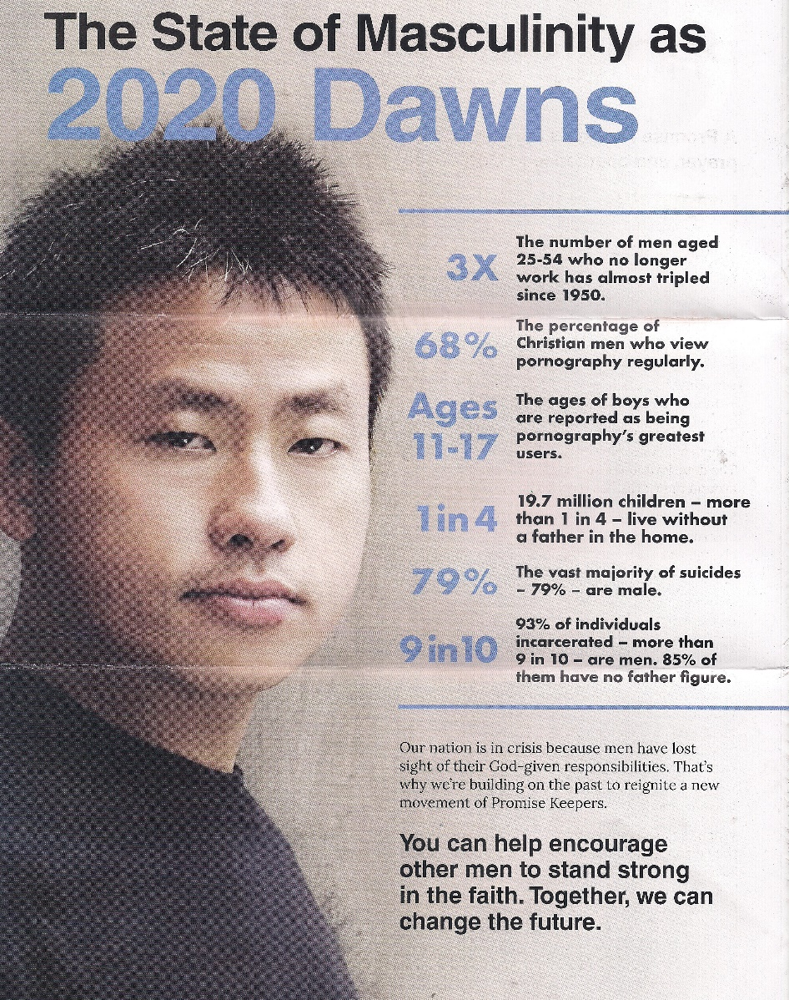 The State of Masculinity as
2020 Dawns
3X
The number of men aged
25-54 who no longer
work has almost tripled
since 1950.
68%
The percentage of
Christian men who view
pornography regularly.
Ages
11-17
The ages of boys who
are reported as being
pornography's greatest
users.
1 in 4
19.7 million children – more
than 1 in 4 – live without
a father in the home.
79%
The vast majority of suicides
– 79% – are male.
9 in 10
93% of individuals
incarcerated – more than
9 in 10 – are men. 85% of
them have no father figure.
Our nation is in crisis because men have lost
sight of their God-given responsibilities. That's
why we're building on the past to reignite a new
movement of Promise Keepers.
You can help encourage
other men to stand strong
in the faith. Together, we can
change the future.